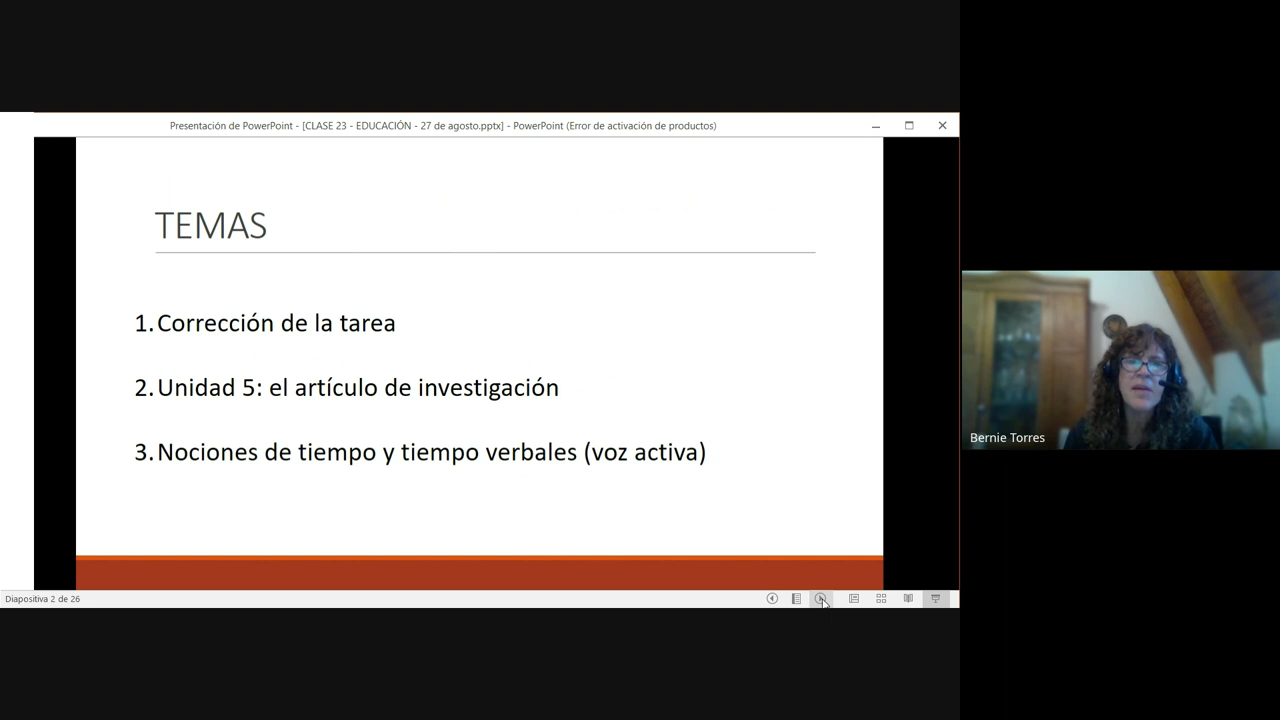 Presentación de PowerPoint - [CLASE 23 - EDUCACIÓN - 27 de agosto.pptx] - PowerPoint (Error de activación de productos)
TEMAS
1. Corrección de la tarea
2. Unidad 5: el artículo de investigación
3. Nociones de tiempo y tiempo verbales (voz activa)
Bernie Torres
Diapositiva 2 de 26